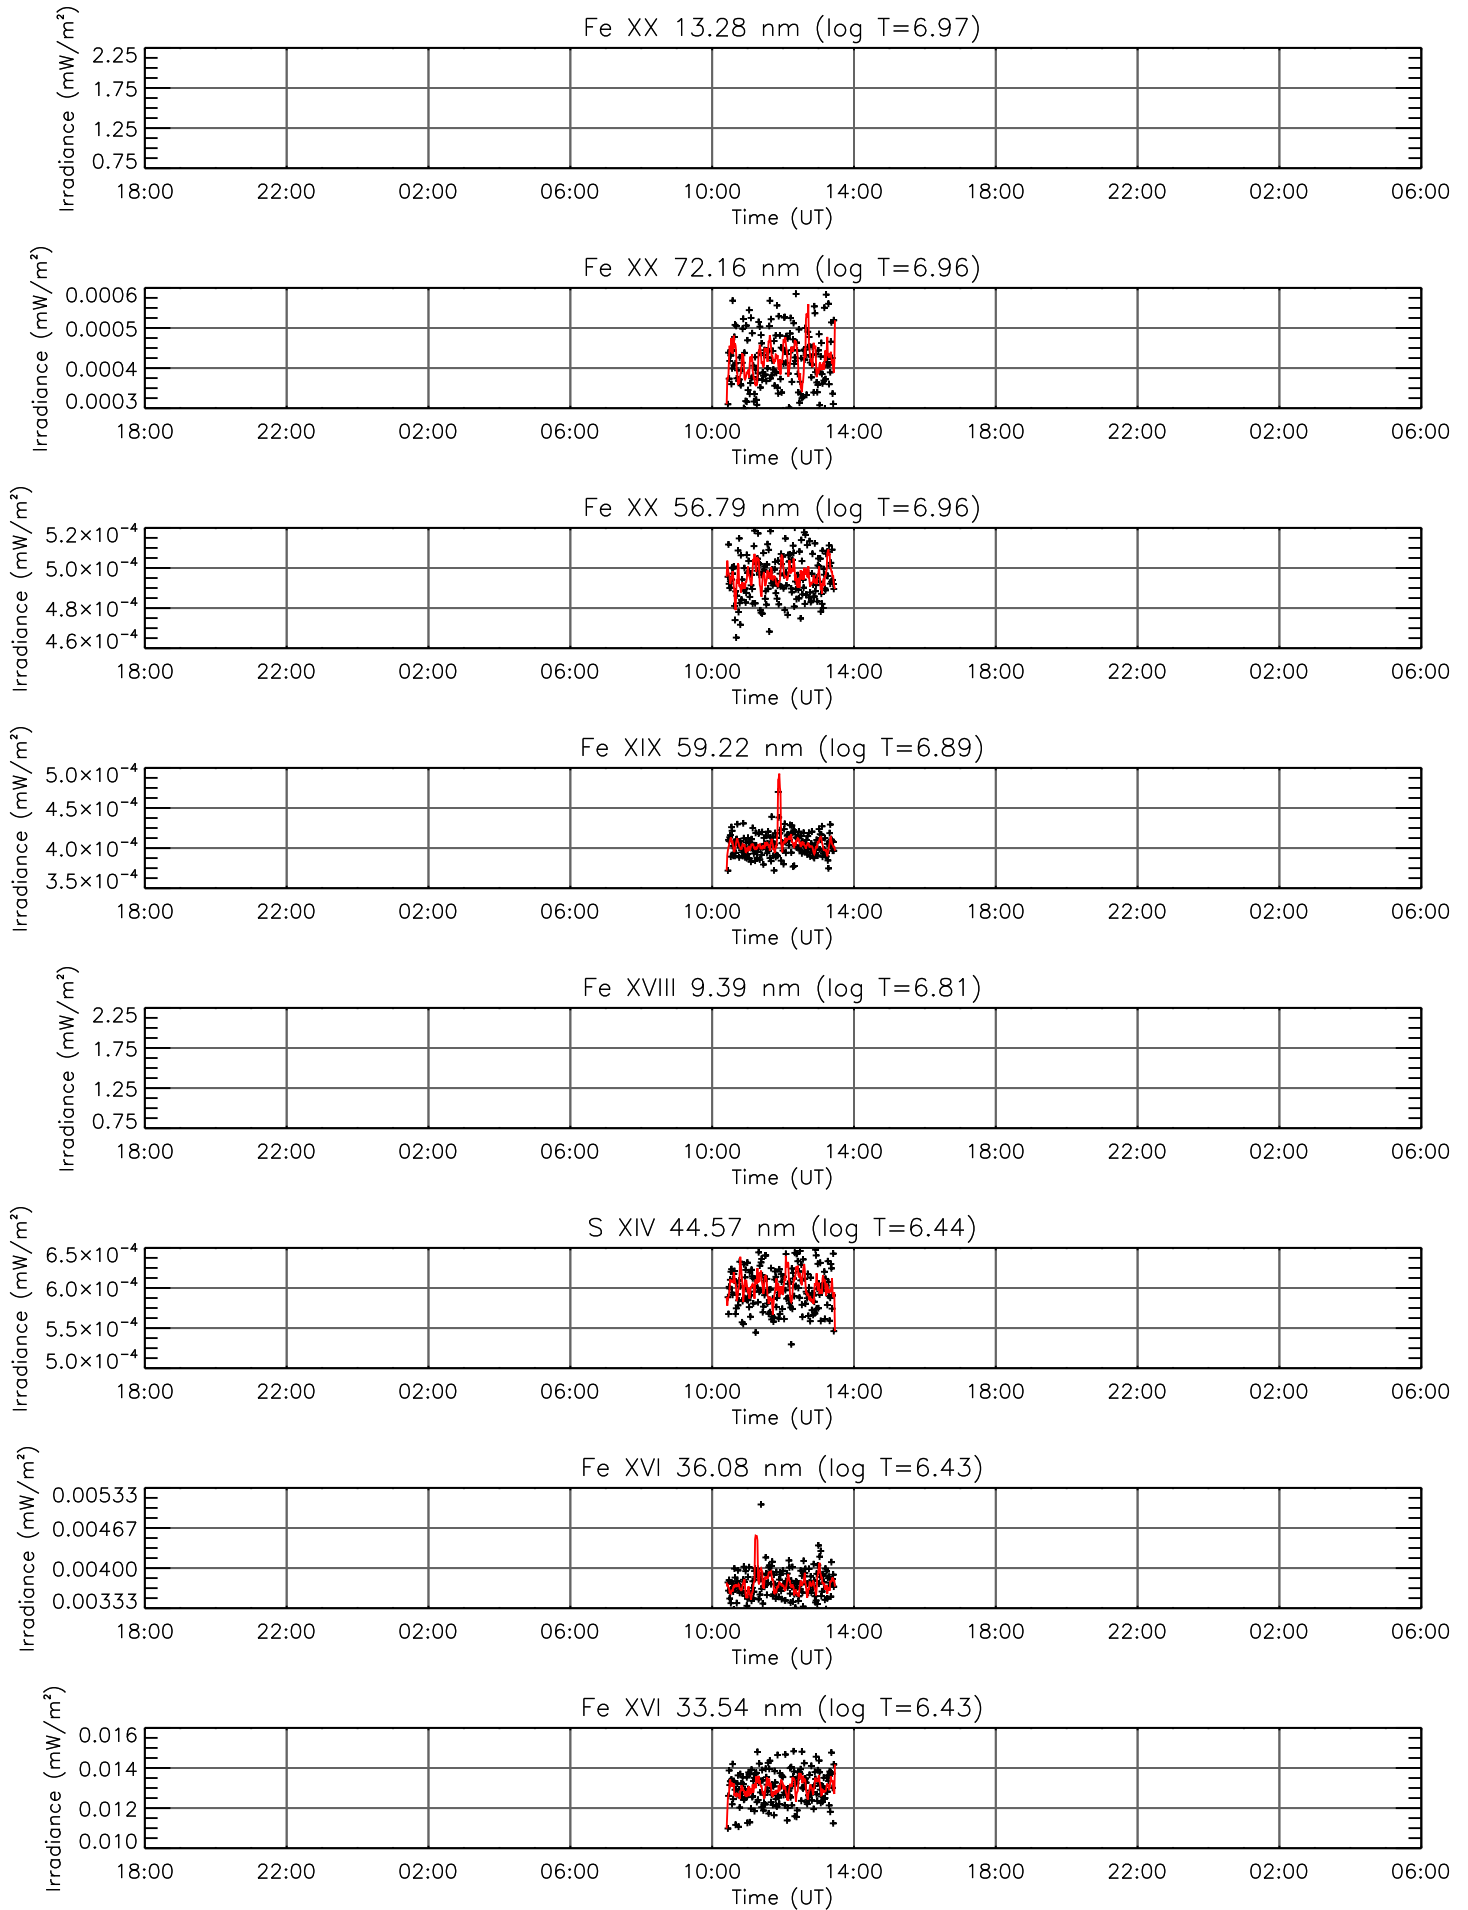 Fe XX 13.28 nm (log T=6.97)
Irradiance (mW/m²)
2.25
1.75
1.25
0.75
18:00 22:00 02:00 06:00 10:00 14:00 18:00 22:00 02:00 06:00
Time (UT)
Fe XX 72.16 nm (log T=6.96)
Irradiance (mW/m²)
0.0006
0.0005
0.0004
0.0003
18:00 22:00 02:00 06:00 10:00 14:00 18:00 22:00 02:00 06:00
Time (UT)
Fe XX 56.79 nm (log T=6.96)
Irradiance (mW/m²)
5.2×10⁻⁴
5.0×10⁻⁴
4.8×10⁻⁴
4.6×10⁻⁴
18:00 22:00 02:00 06:00 10:00 14:00 18:00 22:00 02:00 06:00
Time (UT)
Fe XIX 59.22 nm (log T=6.89)
Irradiance (mW/m²)
5.0×10⁻⁴
4.5×10⁻⁴
4.0×10⁻⁴
3.5×10⁻⁴
18:00 22:00 02:00 06:00 10:00 14:00 18:00 22:00 02:00 06:00
Time (UT)
Fe XVIII 9.39 nm (log T=6.81)
Irradiance (mW/m²)
2.25
1.75
1.25
0.75
18:00 22:00 02:00 06:00 10:00 14:00 18:00 22:00 02:00 06:00
Time (UT)
S XIV 44.57 nm (log T=6.44)
Irradiance (mW/m²)
6.5×10⁻⁴
6.0×10⁻⁴
5.5×10⁻⁴
5.0×10⁻⁴
18:00 22:00 02:00 06:00 10:00 14:00 18:00 22:00 02:00 06:00
Time (UT)
Fe XVI 36.08 nm (log T=6.43)
Irradiance (mW/m²)
0.00533
0.00467
0.00400
0.00333
18:00 22:00 02:00 06:00 10:00 14:00 18:00 22:00 02:00 06:00
Time (UT)
Fe XVI 33.54 nm (log T=6.43)
Irradiance (mW/m²)
0.016
0.014
0.012
0.010
18:00 22:00 02:00 06:00 10:00 14:00 18:00 22:00 02:00 06:00
Time (UT)